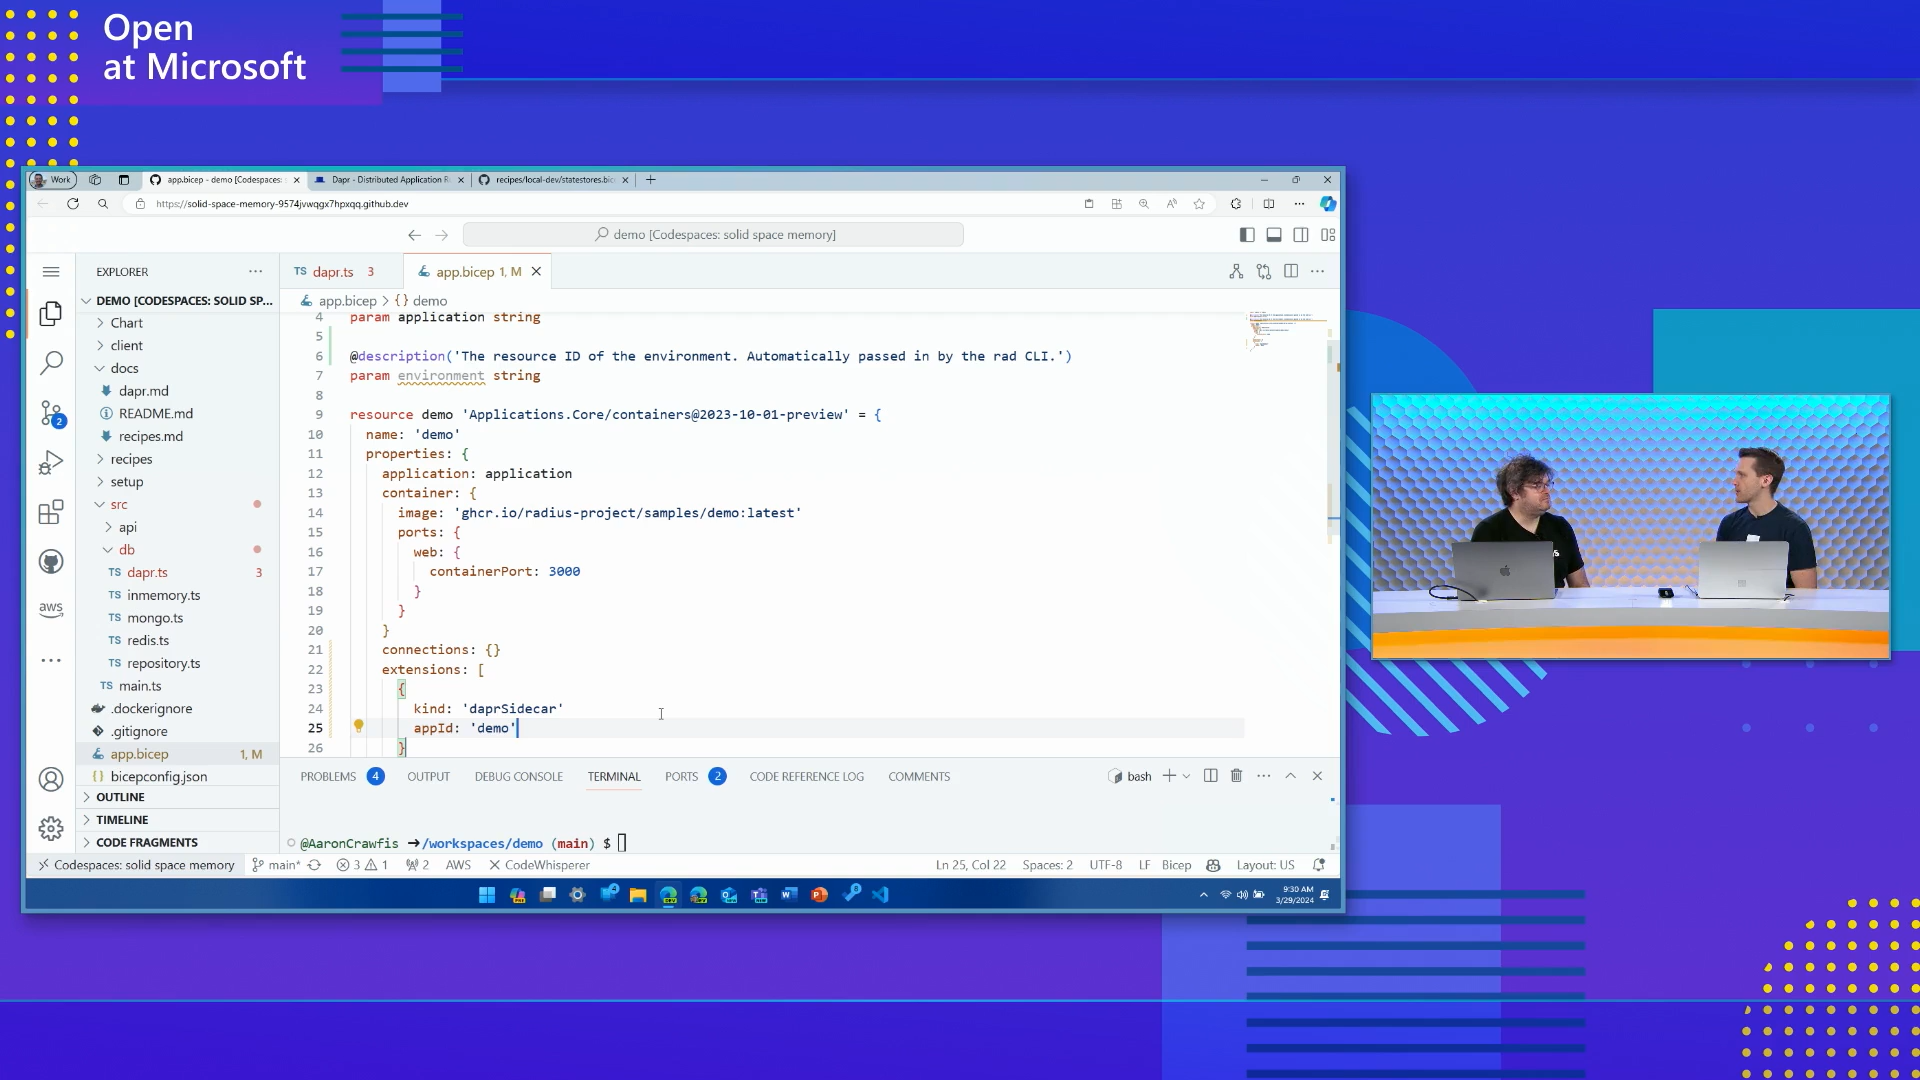 Open
at Microsoft
Work
app.bicep - demo [Codespaces:
Dapr - Distributed Application R
recipes/local-dev/statestores.bic
https://solid-space-memory-9574jvwqgx7hpxqq.github.dev
demo [Codespaces: solid space memory]
EXPLORER
DEMO [CODESPACES: SOLID SP...
Chart
client
docs
dapr.md
README.md
recipes.md
recipes
setup
src
api
db
TS dapr.ts 3
TS inmemory.ts
TS mongo.ts
TS redis.ts
TS repository.ts
TS main.ts
.dockerignore
.gitignore
app.bicep 1, M
bicepconfig.json
OUTLINE
TIMELINE
CODE FRAGMENTS
2
aws
TS dapr.ts 3
app.bicep 1, M
app.bicep > {} demo
4 param application string
5
6 @description('The resource ID of the environment. Automatically passed in by the rad CLI.')
7 param environment string
8
9 resource demo 'Applications.Core/containers@2023-10-01-preview' = {
10 name: 'demo'
11 properties: {
12 application: application
13 container: {
14 image: 'ghcr.io/radius-project/samples/demo:latest'
15 ports: {
16 web: {
17 containerPort: 3000
18 }
19 }
20 }
21 connections: {}
22 extensions: [
23 {
24 kind: 'daprSidecar'
25 appId: 'demo'
26 }
PROBLEMS 4 OUTPUT DEBUG CONSOLE TERMINAL PORTS 2 CODE REFERENCE LOG COMMENTS
bash
@AaronCrawfis ➜/workspaces/demo (main) $
Codespaces: solid space memory main* 3 1 2 AWS CodeWhisperer
Ln 25, Col 22 Spaces: 2 UTF-8 LF Bicep Layout: US
9:30 AM
3/29/2024